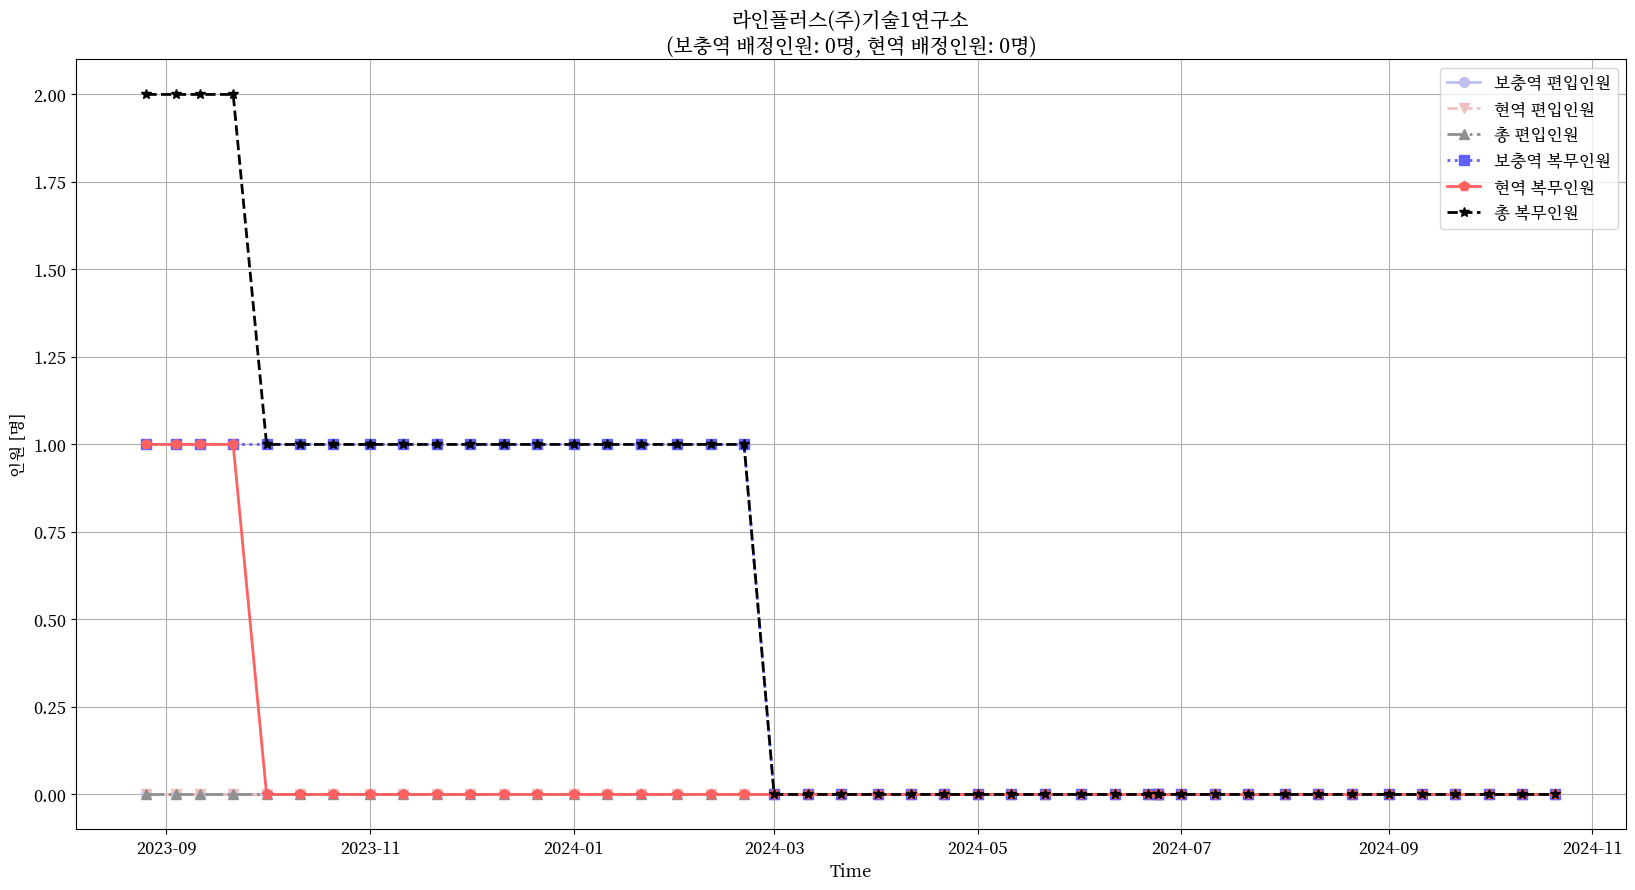 라인플러스(주)기술1연구소
(보충역 배정인원: 0명, 현역 배정인원: 0명)
보충역 편입인원
현역 편입인원
총 편입인원
보충역 복무인원
현역 복무인원
총 복무인원
인원 [명]
2.00
1.75
1.50
1.25
1.00
0.75
0.50
0.25
0.00
2023-09
2023-11
2024-01
2024-03
2024-05
2024-07
2024-09
2024-11
Time